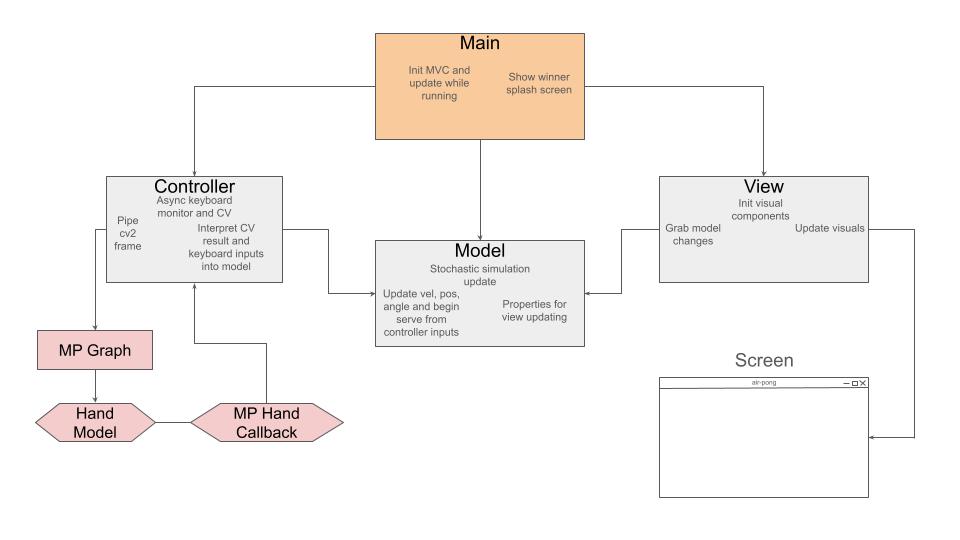 Main
Init MVC and
update while
running
Show winner
splash screen
Controller
Async keyboard
monitor and CV
Pipe
cv2
frame
Interpret CV
result and
keyboard inputs
into model
View
Init visual
components
Grab model
changes
Update visuals
Model
Stochastic simulation
update
Update vel, pos,
angle and begin
serve from
controller inputs
Properties for
view updating
MP Graph
Hand
Model
MP Hand
Callback
Screen
air-pong